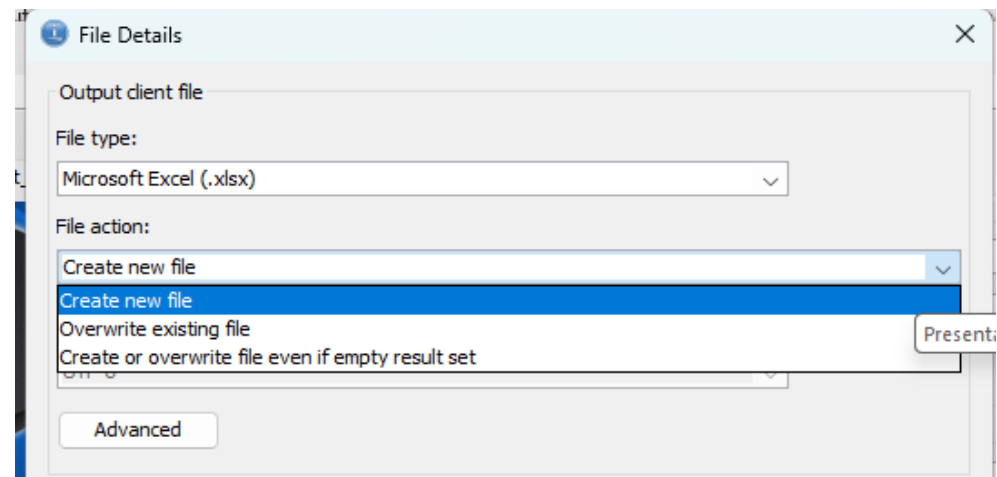 File Details
Output client file
File type:
Microsoft Excel (.xlsx)
File action:
Create new file
Create new file
Overwrite existing file
Create or overwrite file even if empty result set
Advanced